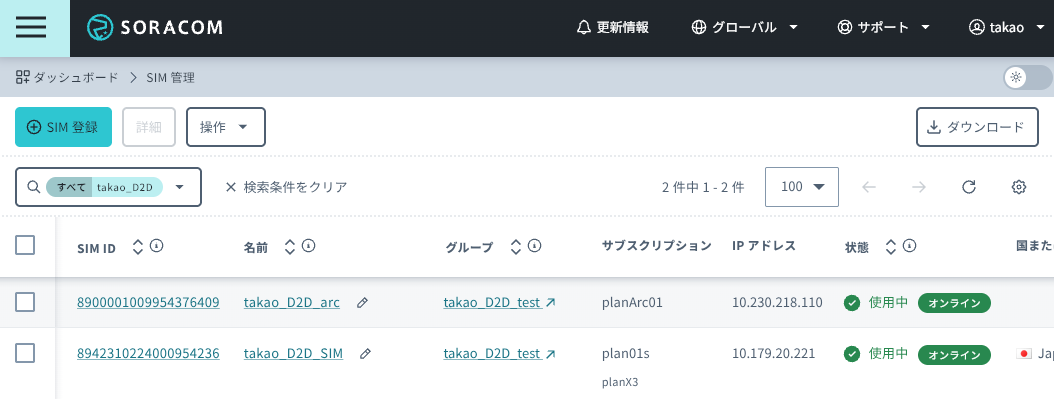 SORACOM 更新情報 グローバル サポート takao
ダッシュボード SIM 管理
SIM 登録 詳細 操作 ダウンロード
すべて takao_D2D 検索条件をクリア 2 件中 1 - 2 件 100
SIM ID 名前 グループ サブスクリプション IP アドレス 状態 国また
8900001009954376409 takao_D2D_arc takao_D2D_test planArc01 10.230.218.110 使用中 オンライン
8942310224000954236 takao_D2D_SIM takao_D2D_test plan01s 10.179.20.221 使用中 オンライン Jap
planX3